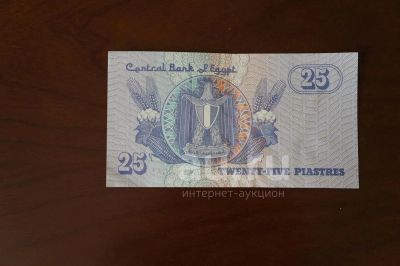 Central Bank of Egypt
25
25
TWENTY-FIVE PIASTRES
интернет-аукцион